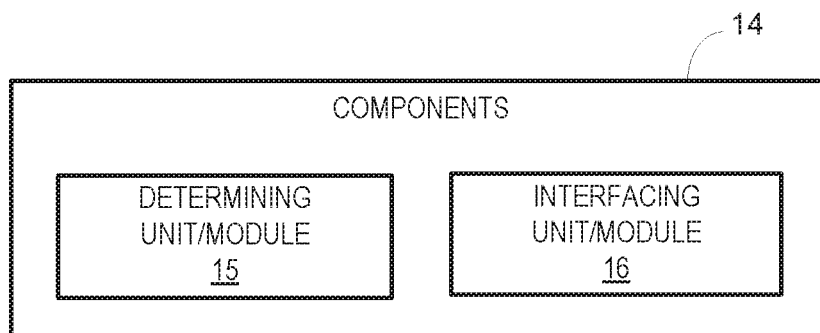 14
COMPONENTS
DETERMINING
UNIT/MODULE
15
INTERFACING
UNIT/MODULE
16